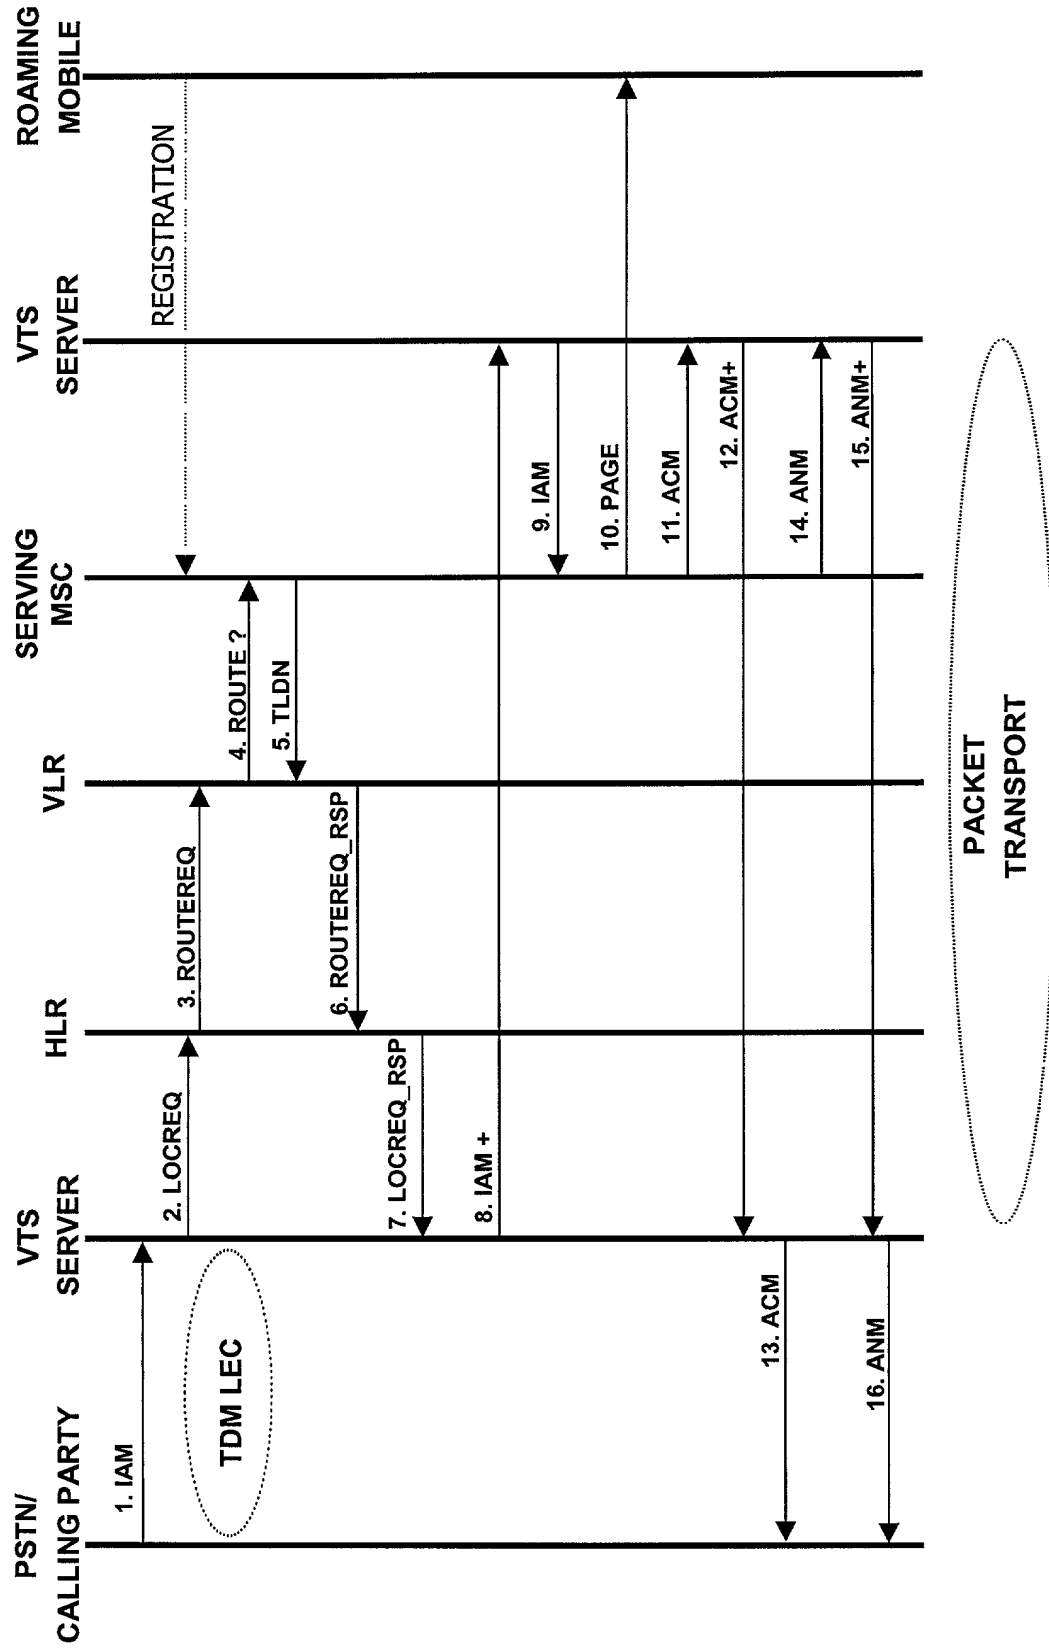 PSTN/
CALLING PARTY
VTS
SERVER
HLR
VLR
SERVING
MSC
VTS
SERVER
ROAMING
MOBILE
REGISTRATION
1. IAM
2. LOCREQ
3. ROUTEREQ
TDM LEC
4. ROUTE ?
5. TLDN
6. ROUTEREQ_RSP
7. LOCREQ_RSP
8. IAM +
9. IAM
10. PAGE
11. ACM
12. ACM+
13. ACM
14. ANM
15. ANM+
16. ANM
PACKET
TRANSPORT